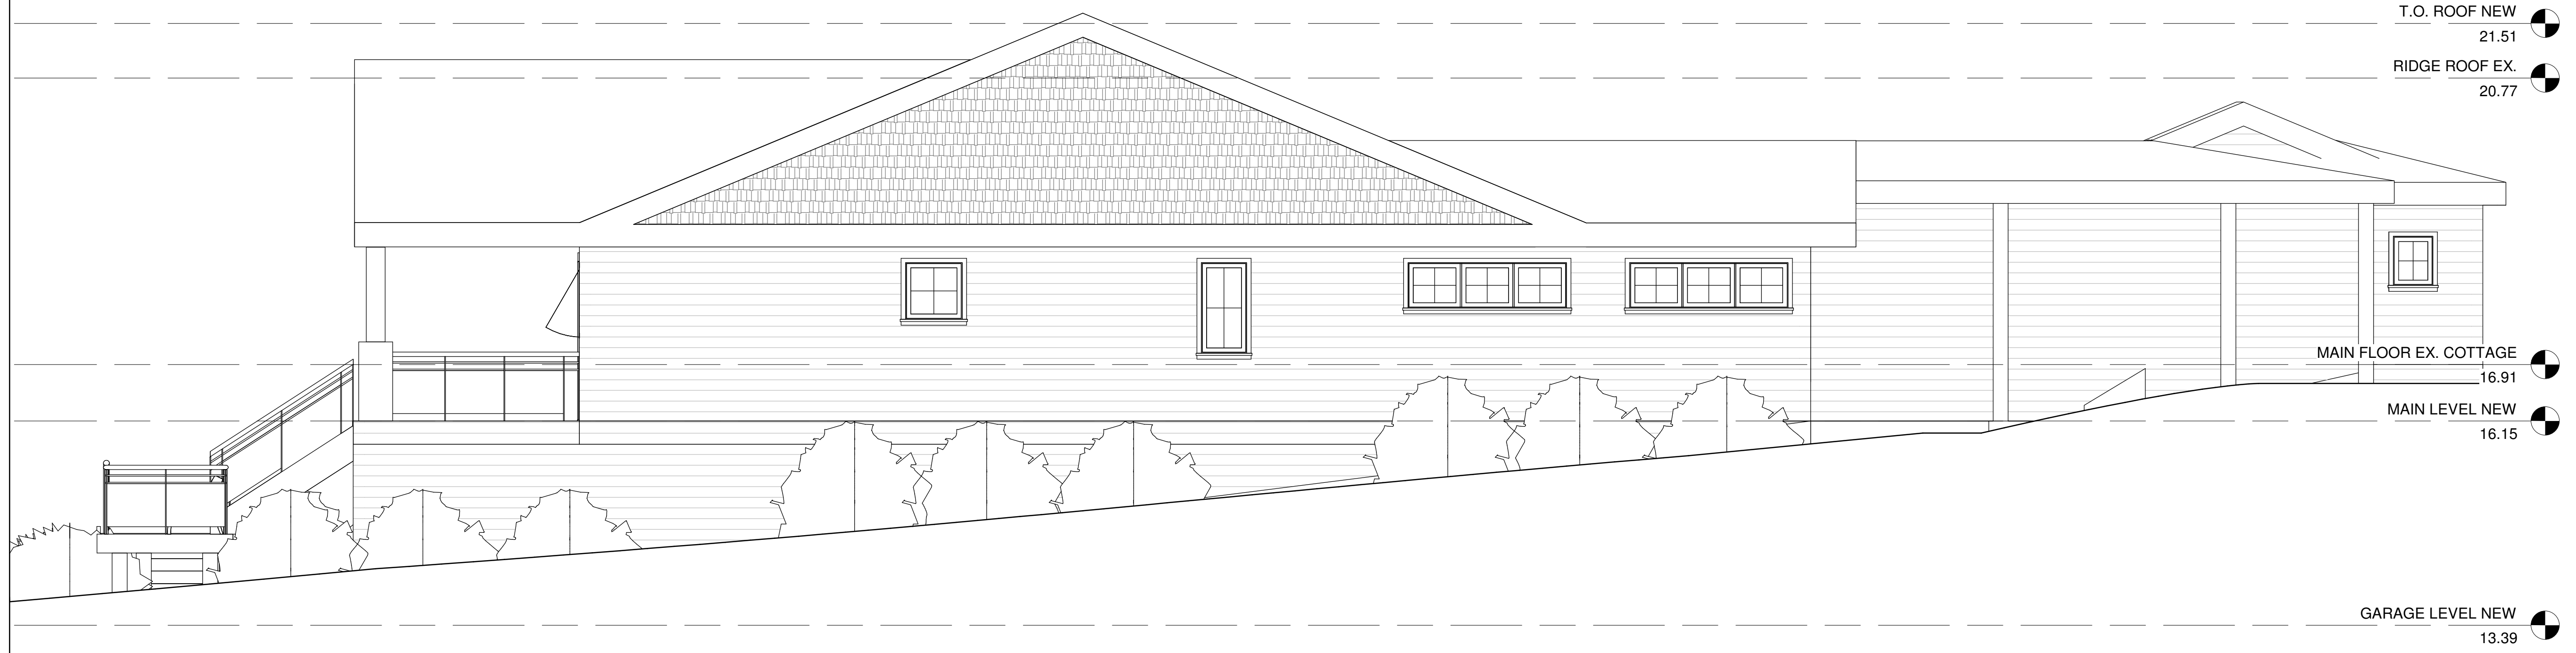 T.O. ROOF NEW
21.51
RIDGE ROOF EX.
20.77
MAIN FLOOR EX. COTTAGE
16.91
MAIN LEVEL NEW
16.15
GARAGE LEVEL NEW
13.39